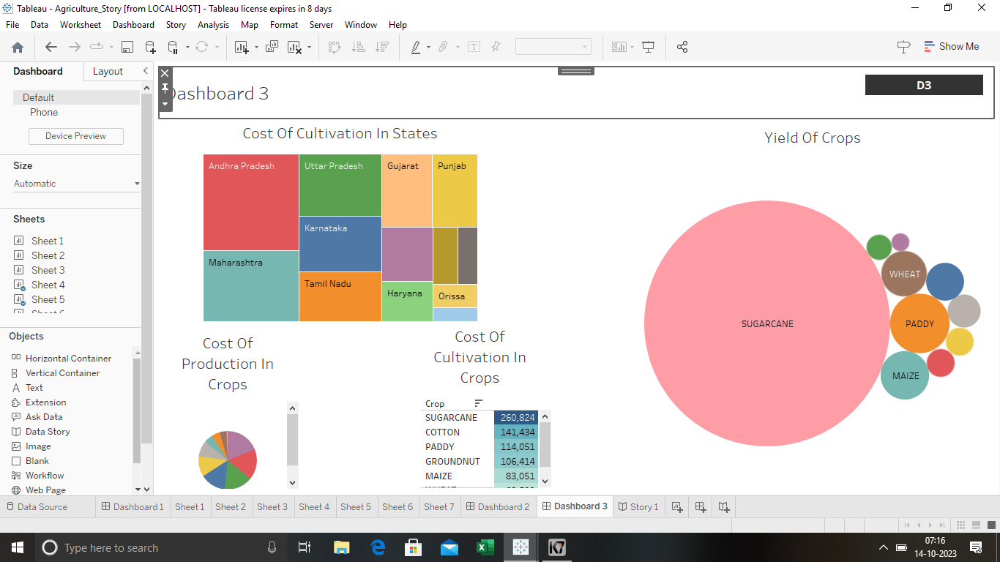 Tableau - Agriculture_Story [from LOCALHOST] - Tableau license expires in 8 days
File Data Worksheet Dashboard Story Analysis Map Format Server Window Help
Show Me
Dashboard Layout
Default
Phone
Device Preview
Size
Automatic
Sheets
Sheet 1
Sheet 2
Sheet 3
Sheet 4
Sheet 5
Objects
Horizontal Container
Vertical Container
Text
Extension
Ask Data
Data Story
Image
Blank
Workflow
Web Page
Dashboard 3
D3
Cost Of Cultivation In States
Andhra Pradesh
Uttar Pradesh
Gujarat
Punjab
Karnataka
Maharashtra
Tamil Nadu
Haryana
Orissa
Yield Of Crops
SUGARCANE
WHEAT
PADDY
MAIZE
Cost Of
Production In
Crops
Cost Of
Cultivation In
Crops
Crop
SUGARCANE 260,824
COTTON 141,434
PADDY 114,051
GROUNDNUT 106,414
MAIZE 83,051
Data Source Dashboard 1 Sheet 1 Sheet 2 Sheet 3 Sheet 4 Sheet 5 Sheet 6 Sheet 7 Dashboard 2 Dashboard 3 Story 1
Type here to search
K7
07:16
14-10-2023